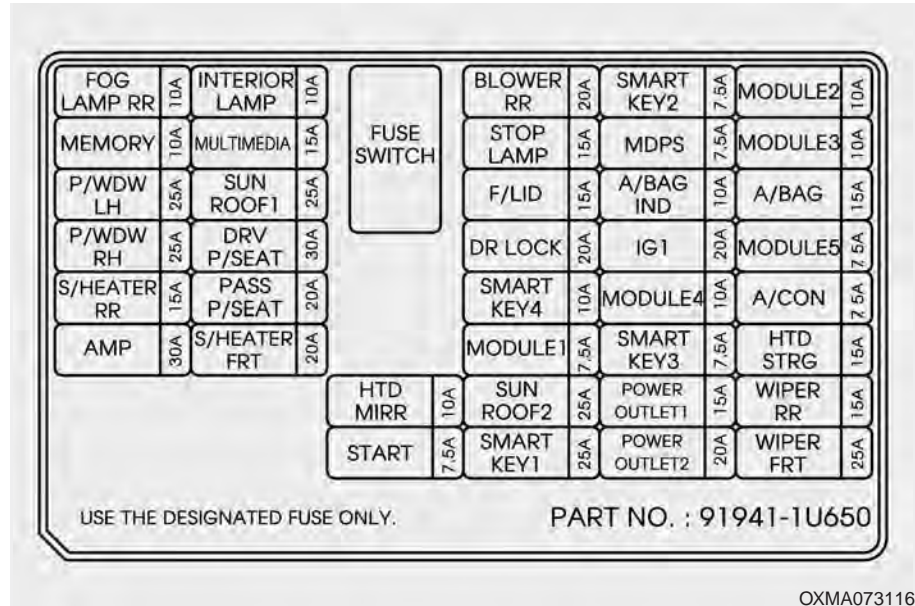 FOG LAMP RR 10A INTERIOR LAMP 10A FUSE SWITCH BLOWER RR 20A SMART KEY2 7.5A MODULE2 10A
MEMORY 10A MULTIMEDIA 15A STOP LAMP 15A MDPS 7.5A MODULE3 10A
P/WDW LH 25A SUN ROOF1 25A F/LID 15A A/BAG IND 10A A/BAG 15A
P/WDW RH 25A DRV P/SEAT 30A DR LOCK 20A IG1 20A MODULE5 7.5A
S/HEATER RR 15A PASS P/SEAT 20A SMART KEY4 10A MODULE4 10A A/CON 7.5A
AMP 30A S/HEATER FRT 20A MODULE1 7.5A SMART KEY3 7.5A HTD STRG 15A
HTD MIRR 10A SUN ROOF2 25A POWER OUTLET1 15A WIPER RR 15A
START 7.5A SMART KEY1 25A POWER OUTLET2 20A WIPER FRT 25A
USE THE DESIGNATED FUSE ONLY. PART NO. : 91941-1U650
OXMA073116